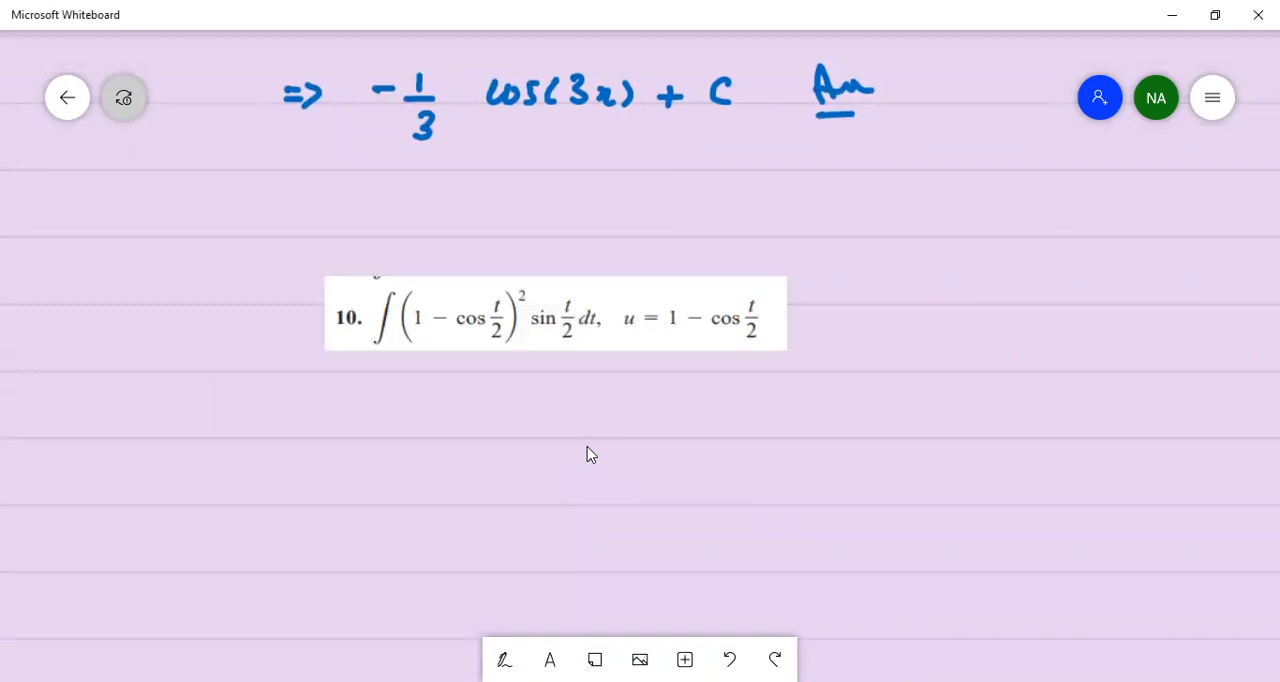 Microsoft Whiteboard
=> -1/3 cos(3x) + C Ans
NA
10. ∫(1 − cos t/2)² sin t/2 dt, u = 1 − cos t/2
A